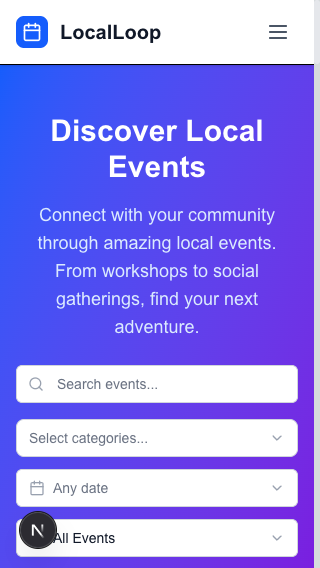 LocalLoop
Discover Local
Events
Connect with your community
through amazing local events.
From workshops to social
gatherings, find your next
adventure.
Search events...
Select categories...
Any date
N
All Events